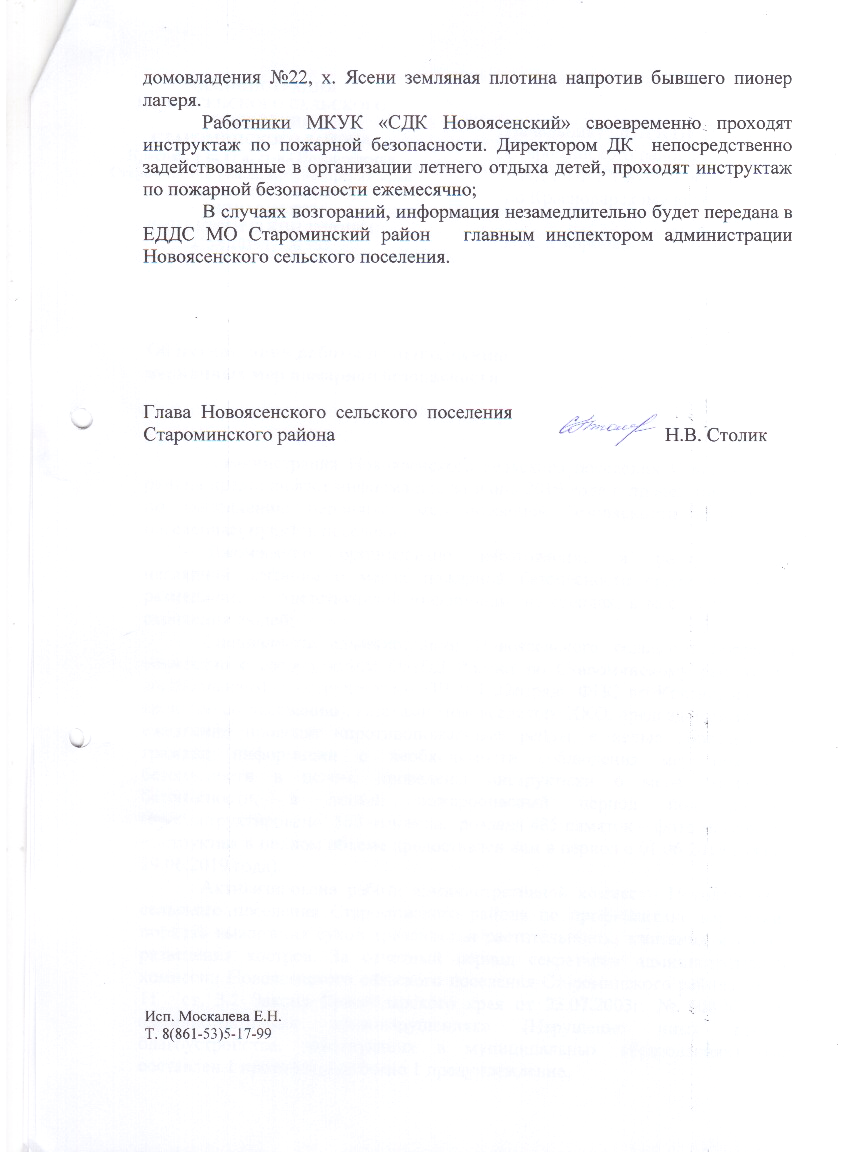 домовладения №22, х. Ясени земляная плотина напротив бывшего пионер
лагеря.
Работники МКУК «СДК Новоясенский» своевременно проходят
инструктаж по пожарной безопасности. Директором ДК непосредственно
задействованные в организации летнего отдыха детей, проходят инструктаж
по пожарной безопасности ежемесячно;
В случаях возгораний, информация незамедлительно будет передана в
ЕДДС МО Староминский район главным инспектором администрации
Новоясенского сельского поселения.
Глава Новоясенского сельского поселения
Староминского района Н.В. Столик
Исп. Москалева Е.Н.
Т. 8(861-53)5-17-99